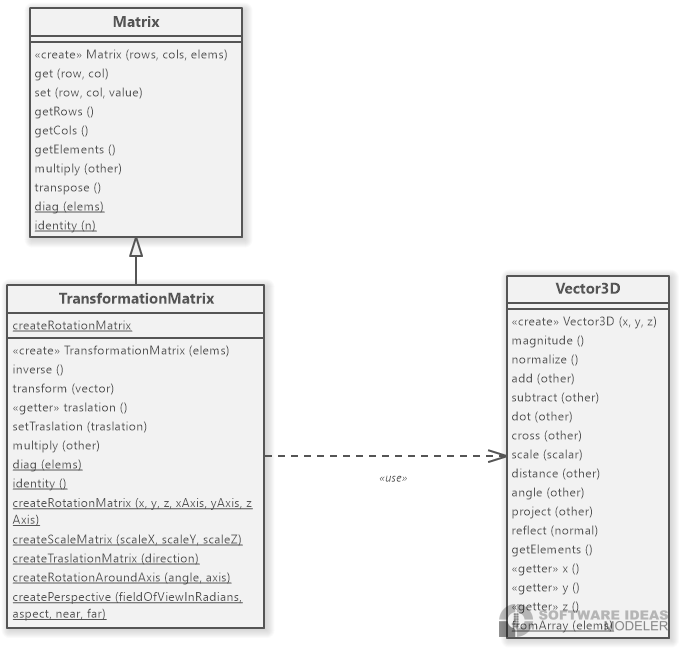 Matrix
«create» Matrix (rows, cols, elems)
get (row, col)
set (row, col, value)
getRows ()
getCols ()
getElements ()
multiply (other)
transpose ()
diag (elems)
identity (n)
TransformationMatrix
createRotationMatrix
«create» TransformationMatrix (elems)
inverse ()
transform (vector)
«getter» traslation ()
setTraslation (traslation)
multiply (other)
diag (elems)
identity ()
createRotationMatrix (x, y, z, xAxis, yAxis, z
Axis)
createScaleMatrix (scaleX, scaleY, scaleZ)
createTraslationMatrix (direction)
createRotationAroundAxis (angle, axis)
createPerspective (fieldOfViewInRadians,
aspect, near, far)
«use»
Vector3D
«create» Vector3D (x, y, z)
magnitude ()
normalize ()
add (other)
subtract (other)
dot (other)
cross (other)
scale (scalar)
distance (other)
angle (other)
project (other)
reflect (normal)
getElements ()
«getter» x ()
«getter» y ()
«getter» z ()
fromArray (elems)
SOFTWARE IDEAS
MODELER